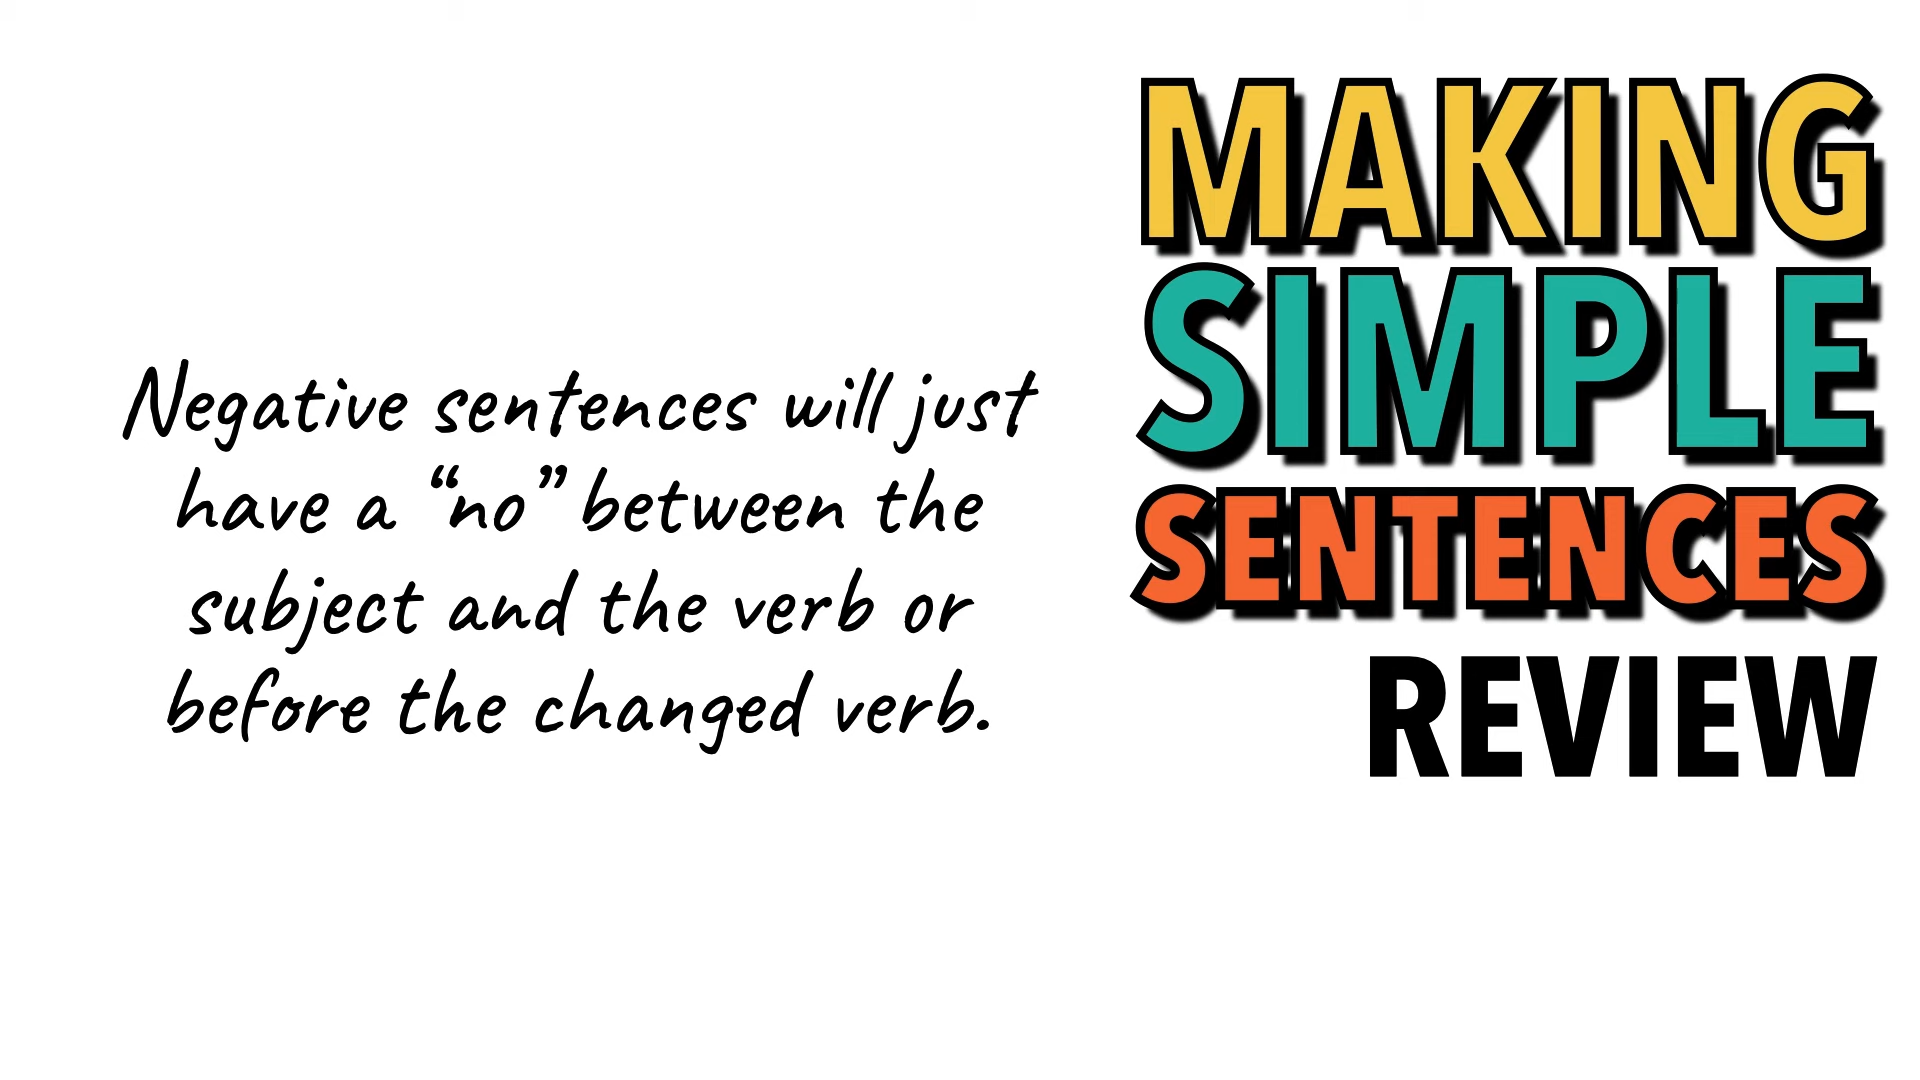 Negative sentences will just
have a “no” between the
subject and the verb or
before the changed verb.
MAKING
SIMPLE
SENTENCES
REVIEW